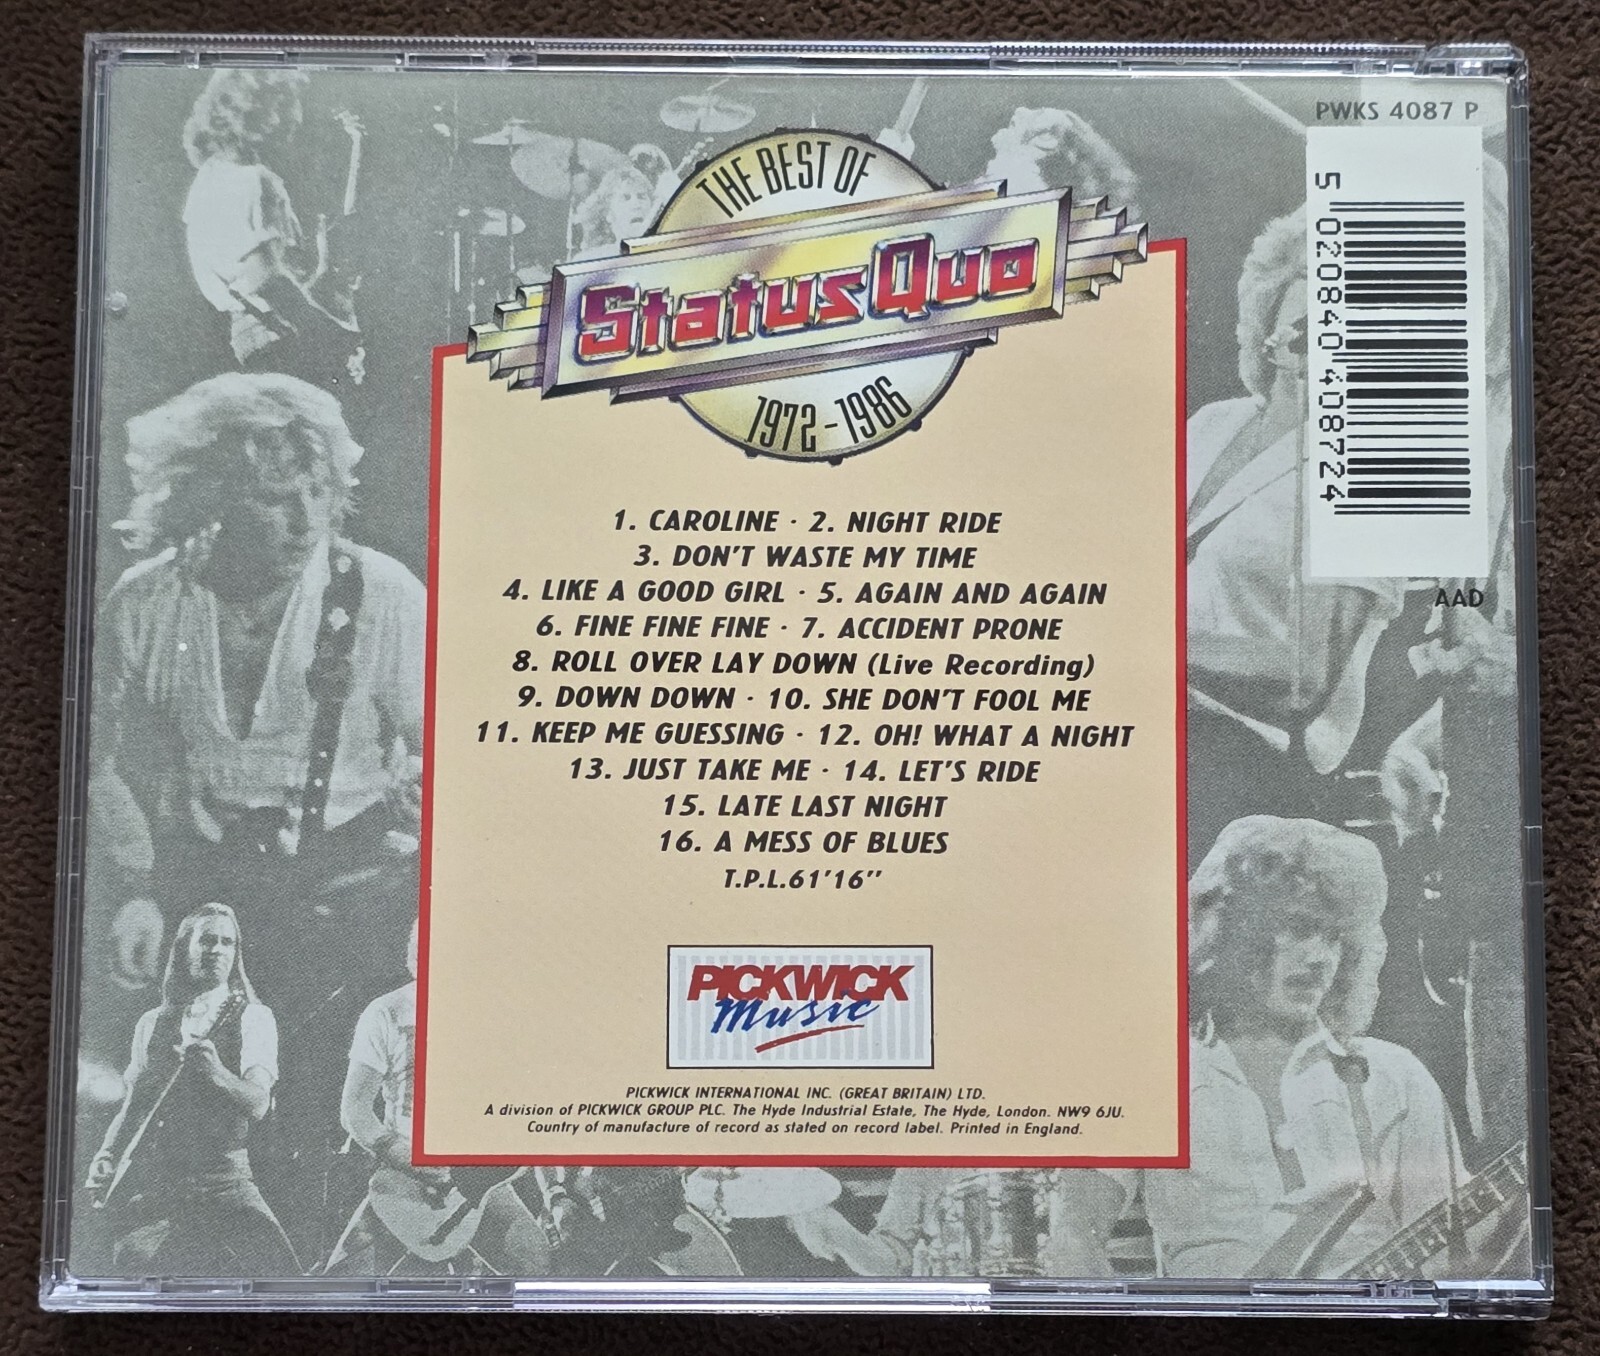 PWKS 4087 P
THE BEST OF
Status Quo
1972-1986
5 020840 408724
AAD
1. CAROLINE · 2. NIGHT RIDE
3. DON'T WASTE MY TIME
4. LIKE A GOOD GIRL · 5. AGAIN AND AGAIN
6. FINE FINE FINE · 7. ACCIDENT PRONE
8. ROLL OVER LAY DOWN (Live Recording)
9. DOWN DOWN · 10. SHE DON'T FOOL ME
11. KEEP ME GUESSING · 12. OH! WHAT A NIGHT
13. JUST TAKE ME · 14. LET'S RIDE
15. LATE LAST NIGHT
16. A MESS OF BLUES
T.P.L.61'16"
PICKWICK
Music
PICKWICK INTERNATIONAL INC. (GREAT BRITAIN) LTD.
A division of PICKWICK GROUP PLC. The Hyde Industrial Estate, The Hyde, London. NW9 6JU.
Country of manufacture of record as stated on record label. Printed in England.